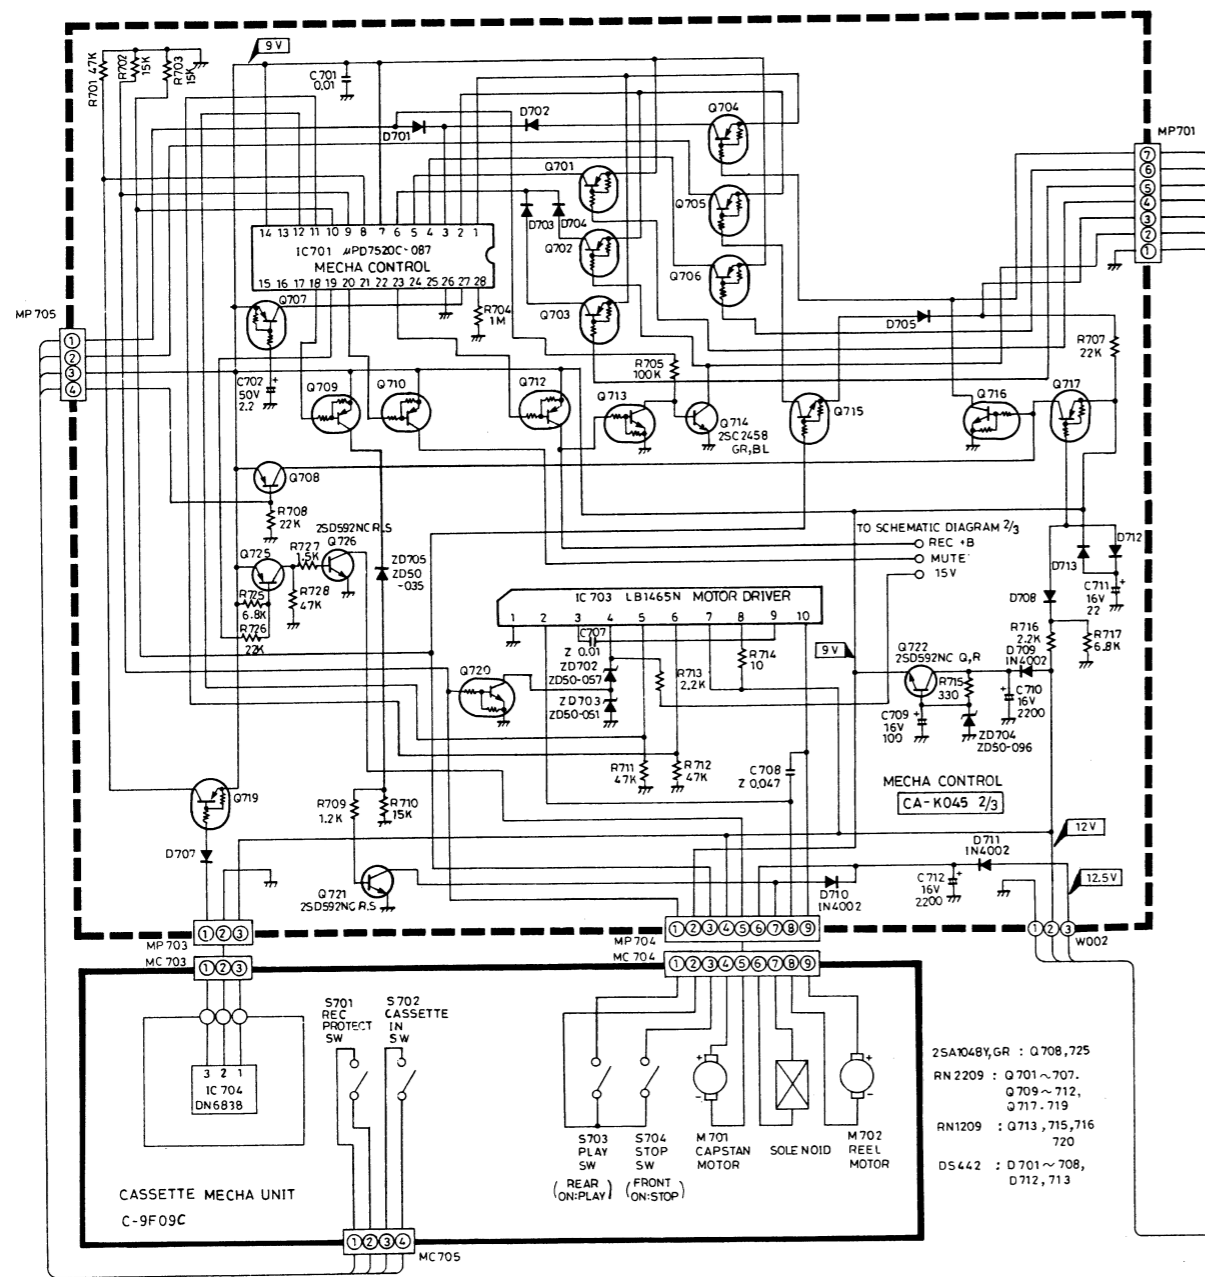 9V
R701 47K
R702 15K
R703 15K
C701 0.01
D701
D702
Q704
MP701
7
6
5
4
3
2
1
Q701
Q705
D703
D704
Q702
Q706
Q703
D705
14 13 12 11 10 9 8 7 6 5 4 3 2 1
IC701 μPD7520C-087
MECHA CONTROL
15 16 17 18 19 20 21 22 23 24 25 26 27 28
Q707
R704
1M
MP705
1
2
3
4
C702
50V
2.2
+
Q709
Q710
Q712
Q713
R705
100K
Q714
2SC2458
GR,BL
Q715
Q716
Q717
R707
22K
Q708
R708
22K
2SD592NC R,S
Q726
R727
1.5K
Q725
R725
6.8K
R726
22K
R728
47K
ZD705
ZD50
-035
TO SCHEMATIC DIAGRAM 2/3
REC +B
MUTE
15V
D712
D713
C711
16V
22
+
D708
IC703 LB1465N MOTOR DRIVER
1 2 3 4 5 6 7 8 9 10
C707
Z 0.01
ZD702
ZD50-057
ZD703
ZD50-051
R713
2.2K
R714
10
9V
Q722
2SD592NC Q,R
R716
2.2K
R717
6.8K
D709
1N4002
R715
330
C710
16V
2200
+
C709
16V
100
+
ZD704
ZD50-096
Q720
R711
47K
R712
47K
C708
Z 0.047
MECHA CONTROL
CA-K045 2/3
Q719
D707
R709
1.2K
R710
15K
Q721
2SD592NC R,S
D710
1N4002
D711
1N4002
C712
16V
2200
+
12V
12.5V
MP703
1 2 3
MC703
1 2 3
MP704
1 2 3 4 5 6 7 8 9
MC704
1 2 3 4 5 6 7 8 9
1 2 3
W002
3 2 1
IC704
DN6838
S701
REC
PROTECT
SW
S702
CASSETTE
IN
SW
S703
PLAY
SW
(REAR
ON:PLAY)
S704
STOP
SW
(FRONT
ON:STOP)
+
-
M701
CAPSTAN
MOTOR
SOLENOID
+
-
M702
REEL
MOTOR
CASSETTE MECHA UNIT
C-9F09C
1 2 3 4
MC705
2SA1048Y,GR : Q708,725
RN2209 : Q701~707.
Q709~712,
Q717.719
RN1209 : Q713,715,716
720
DS442 : D701~708,
D712,713